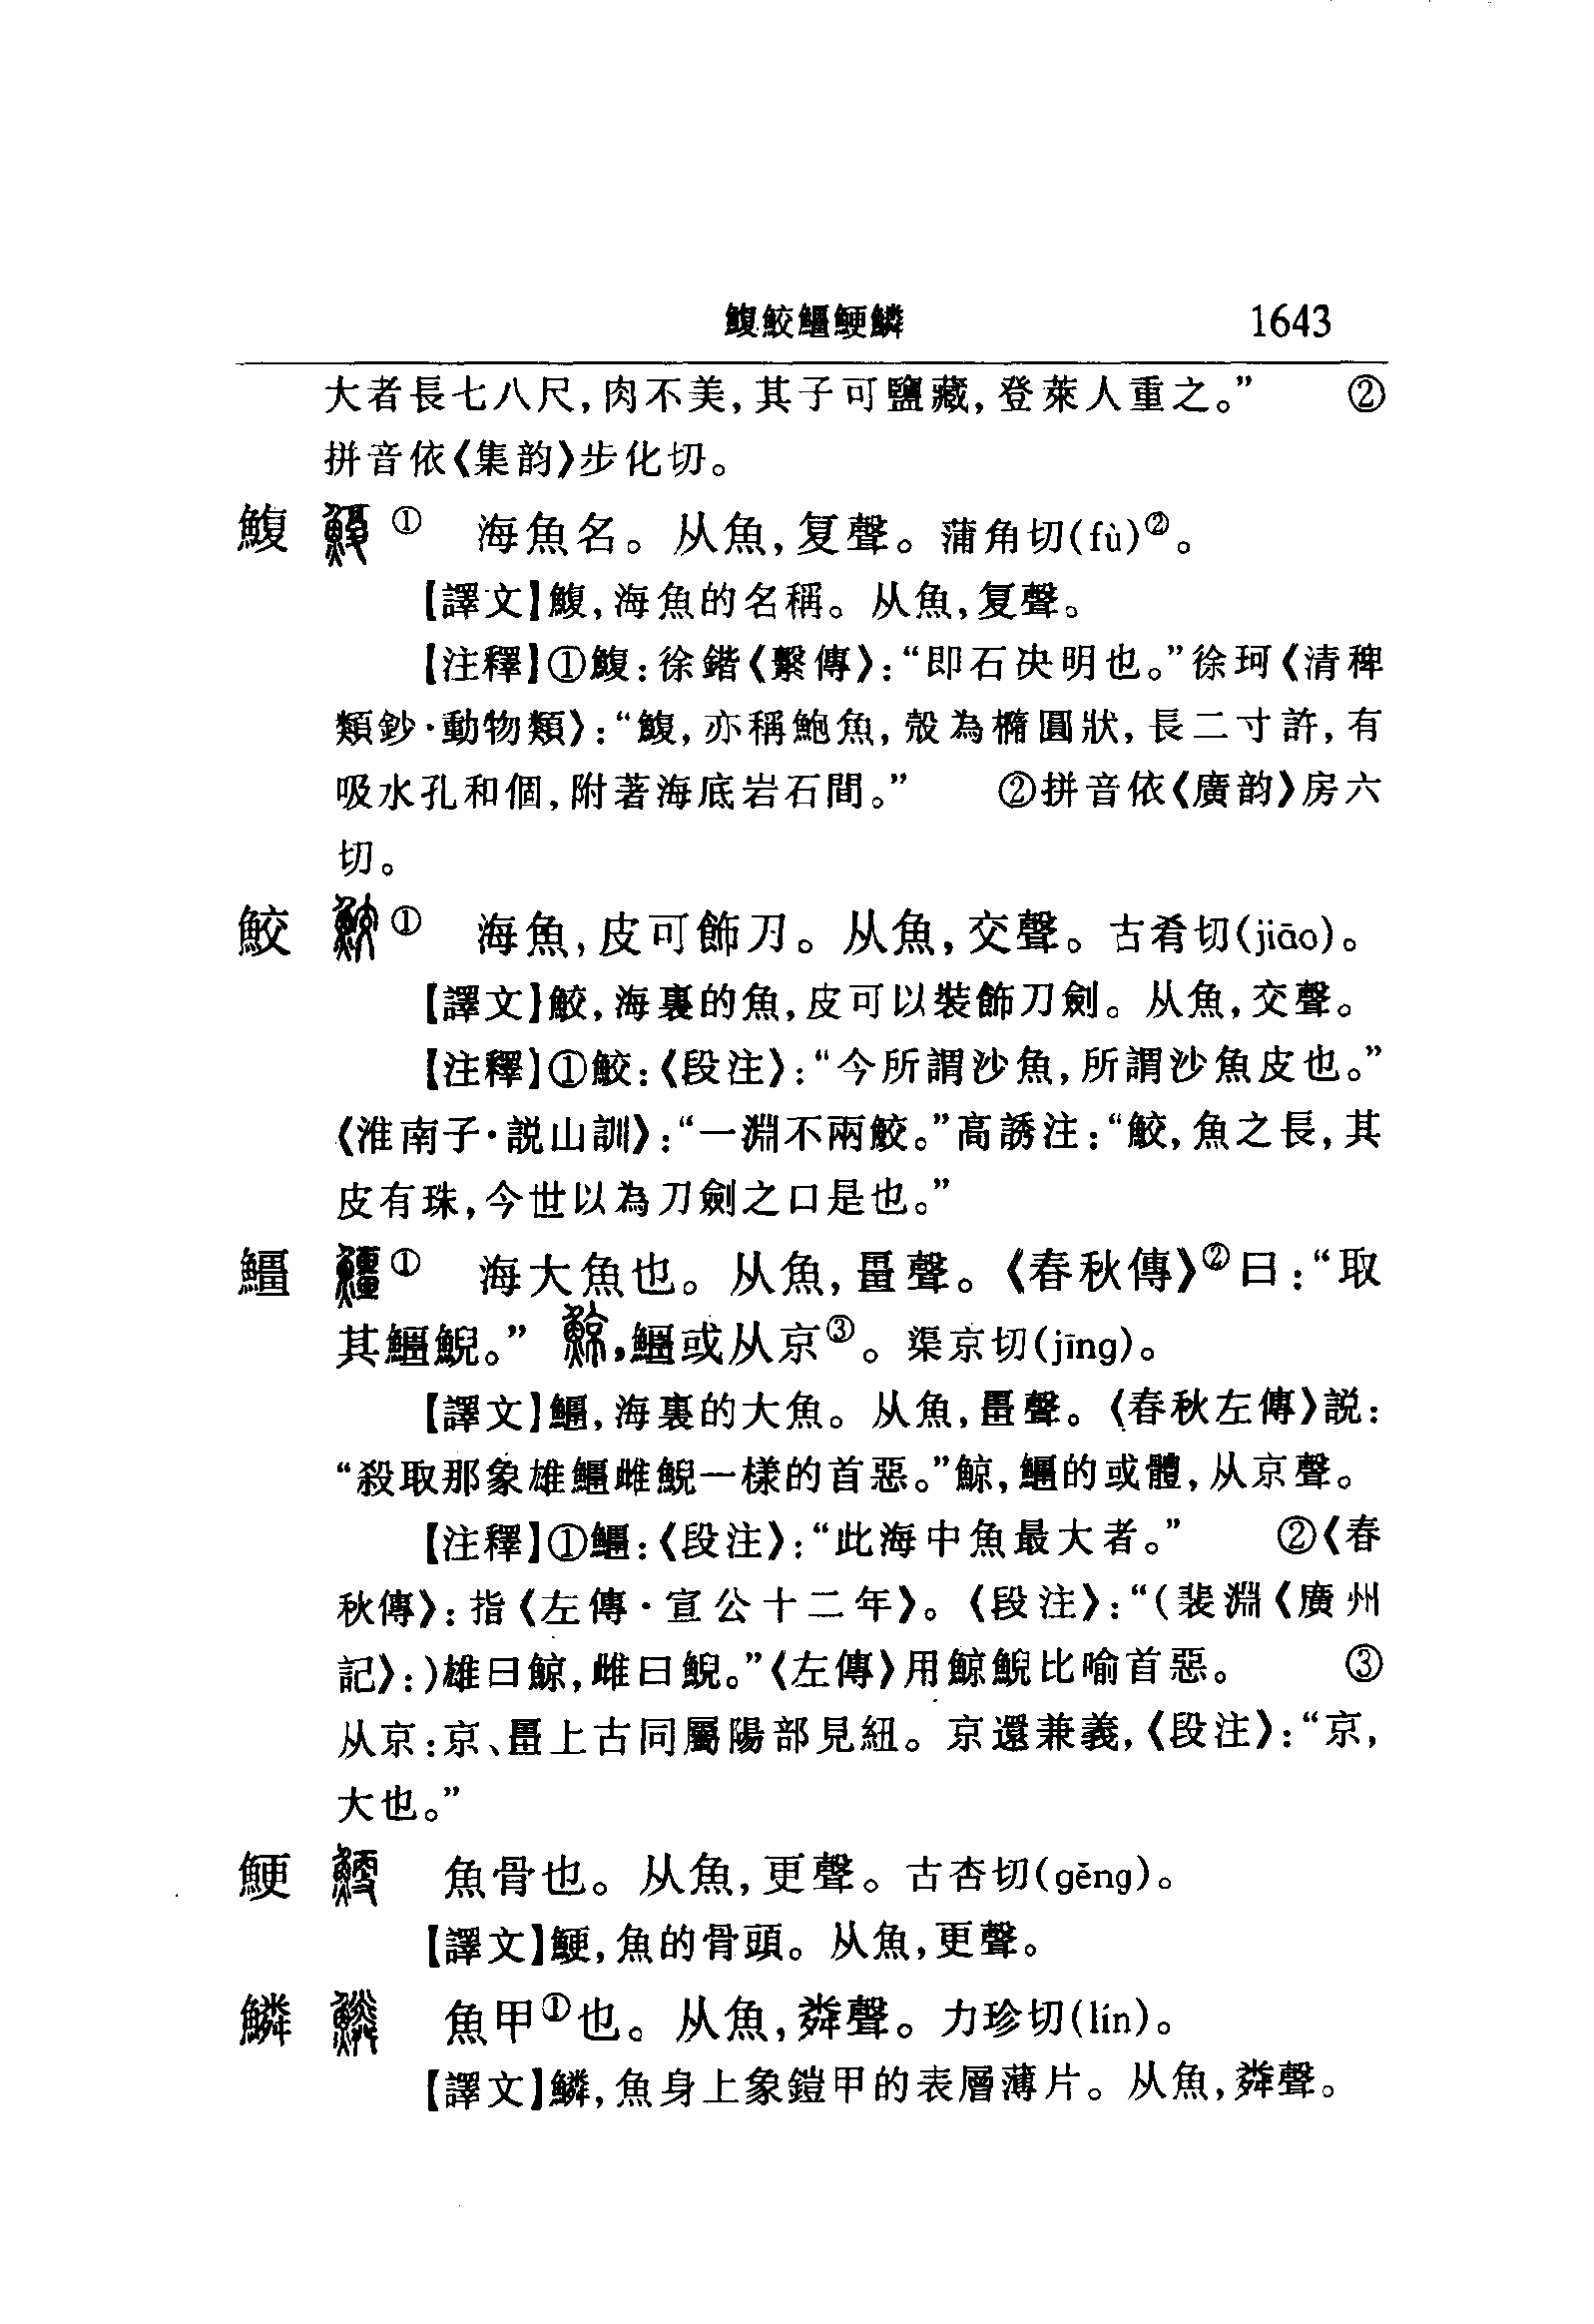 鰒鮫䲔鯁鱗 1643
大者長七八尺，肉不美，其子可鹽藏，登萊人重之。” ②
拼音依《集韵》步化切。
鰒 ① 海魚名。从魚，复聲。蒲角切(fù)②。
【譯文】鰒，海魚的名稱。从魚，复聲。
【注釋】①鰒：徐鍇《繫傳》：“即石决明也。”徐珂《清稗
類鈔·動物類》：“鰒，亦稱鮑魚，殼為橢圓狀，長二寸許，有
吸水孔和個，附著海底岩石間。” ②拼音依《廣韵》房六
切。
鮫 ① 海魚，皮可飾刀。从魚，交聲。古肴切(jiāo)。
【譯文】鮫，海裏的魚，皮可以裝飾刀劍。从魚，交聲。
【注釋】①鮫：《段注》：“今所謂沙魚，所謂沙魚皮也。”
《淮南子·説山訓》：“一淵不兩鮫。”高誘注：“鮫，魚之長，其
皮有珠，今世以為刀劍之口是也。”
䲔 ① 海大魚也。从魚，畺聲。《春秋傳》②曰：“取
其䲔鯢。” 鯨，䲔或从京③。渠京切(jīng)。
【譯文】䲔，海裏的大魚。从魚，畺聲。《春秋左傳》説：
“殺取那象雄䲔雌鯢一樣的首惡。”鯨，䲔的或體，从京聲。
【注釋】①䲔：《段注》：“此海中魚最大者。” ②《春
秋傳》：指《左傳·宣公十二年》。《段注》：“(裴淵《廣州
記》：)雄曰鯨，雌曰鯢。”《左傳》用鯨鯢比喻首惡。 ③
从京：京、畺上古同屬陽部見紐。京還兼義，《段注》：“京，
大也。”
鯁 魚骨也。从魚，更聲。古杏切(gěng)。
【譯文】鯁，魚的骨頭。从魚，更聲。
鱗 魚甲①也。从魚，粦聲。力珍切(lín)。
【譯文】鱗，魚身上象鎧甲的表層薄片。从魚，粦聲。